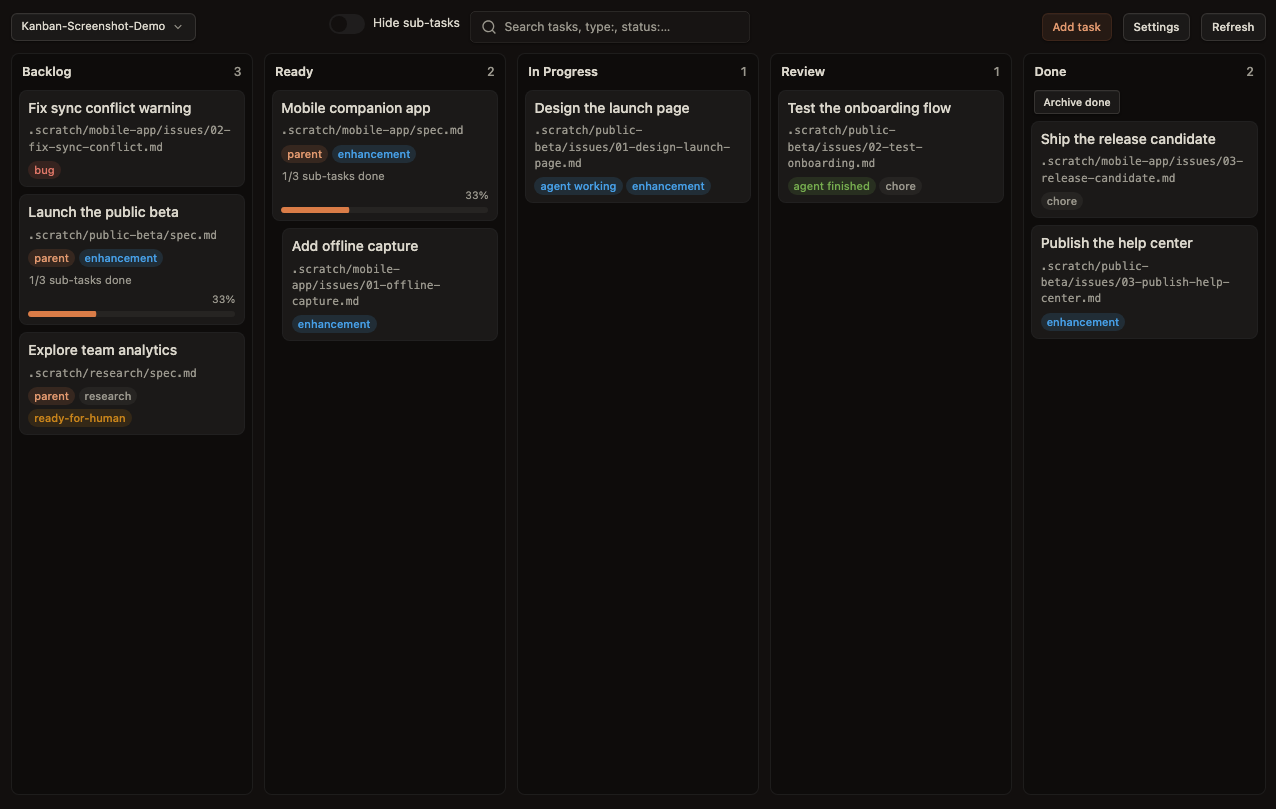 Kanban-Screenshot-Demo
Hide sub-tasks
Search tasks, type:, status:...
Add task
Settings
Refresh
Backlog 3
Fix sync conflict warning
.scratch/mobile-app/issues/02-
fix-sync-conflict.md
bug
Launch the public beta
.scratch/public-beta/spec.md
parent enhancement
1/3 sub-tasks done
33%
Explore team analytics
.scratch/research/spec.md
parent research
ready-for-human
Ready 2
Mobile companion app
.scratch/mobile-app/spec.md
parent enhancement
1/3 sub-tasks done
33%
Add offline capture
.scratch/mobile-
app/issues/01-offline-
capture.md
enhancement
In Progress 1
Design the launch page
.scratch/public-
beta/issues/01-design-launch-
page.md
agent working enhancement
Review 1
Test the onboarding flow
.scratch/public-
beta/issues/02-test-
onboarding.md
agent finished chore
Done 2
Archive done
Ship the release candidate
.scratch/mobile-app/issues/03-
release-candidate.md
chore
Publish the help center
.scratch/public-
beta/issues/03-publish-help-
center.md
enhancement